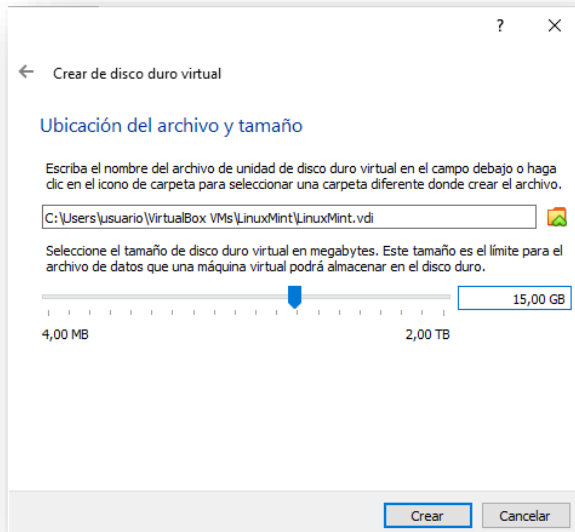 ?
Crear de disco duro virtual
Ubicación del archivo y tamaño
Escriba el nombre del archivo de unidad de disco duro virtual en el campo debajo o haga
clic en el icono de carpeta para seleccionar una carpeta diferente donde crear el archivo.
C:\Users\usuario\VirtualBox VMs\LinuxMint\LinuxMint.vdi
Seleccione el tamaño de disco duro virtual en megabytes. Este tamaño es el límite para el
archivo de datos que una máquina virtual podrá almacenar en el disco duro.
15,00 GB
4,00 MB 2,00 TB
Crear Cancelar